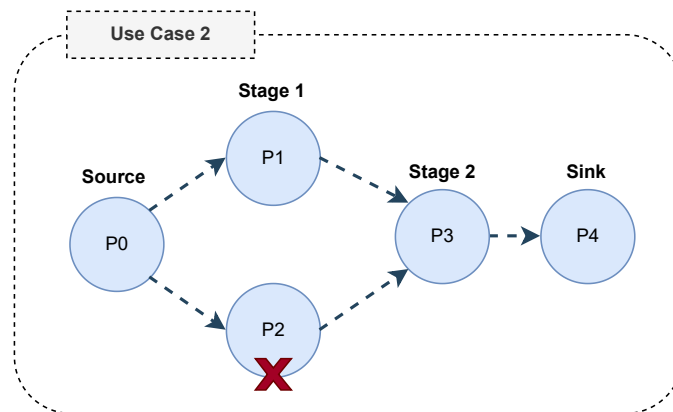 Use Case 2
Stage 1
P1
Source
Stage 2
Sink
P0
P3
P4
P2